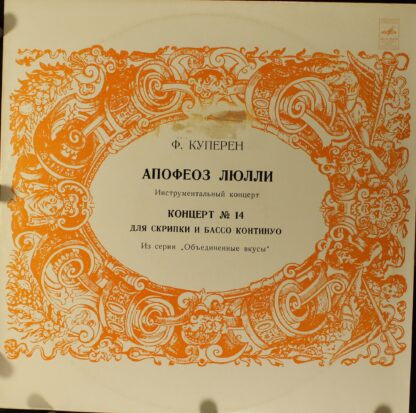 Ф. КУПЕРЕН
АПОФЕОЗ ЛЮЛЛИ
Инструментальный концерт
КОНЦЕРТ № 14
ДЛЯ СКРИПКИ И БАССО КОНТИНУО
Из серии „Объединенные вкусы“